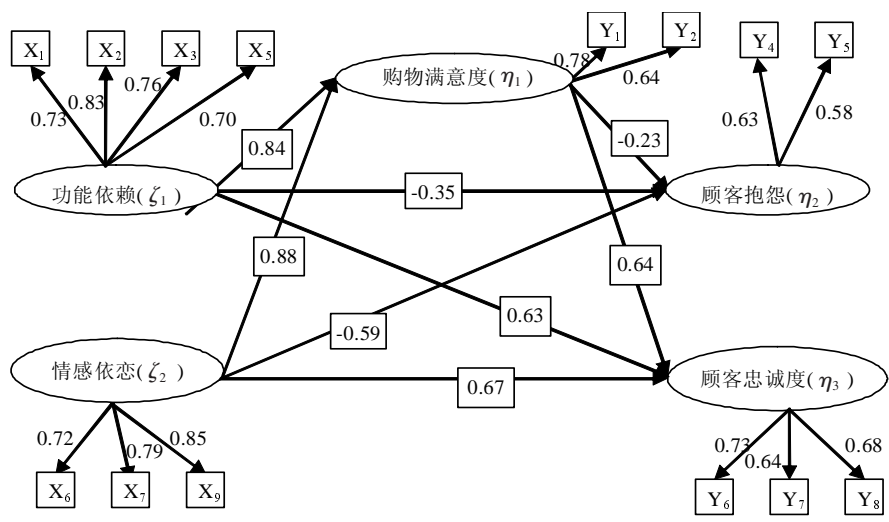 X₁ X₂ X₃ X₅
Y₁ Y₂
Y₄ Y₅
0.73 0.83 0.76 0.70
购物满意度(η₁)
0.78 0.64
0.63 0.58
0.84
-0.23
功能依赖(ζ₁)
-0.35
顾客抱怨(η₂)
0.88
0.64
0.63
-0.59
情感依恋(ζ₂)
0.67
顾客忠诚度(η₃)
0.72 0.79 0.85
0.73 0.64 0.68
X₆ X₇ X₉
Y₆ Y₇ Y₈